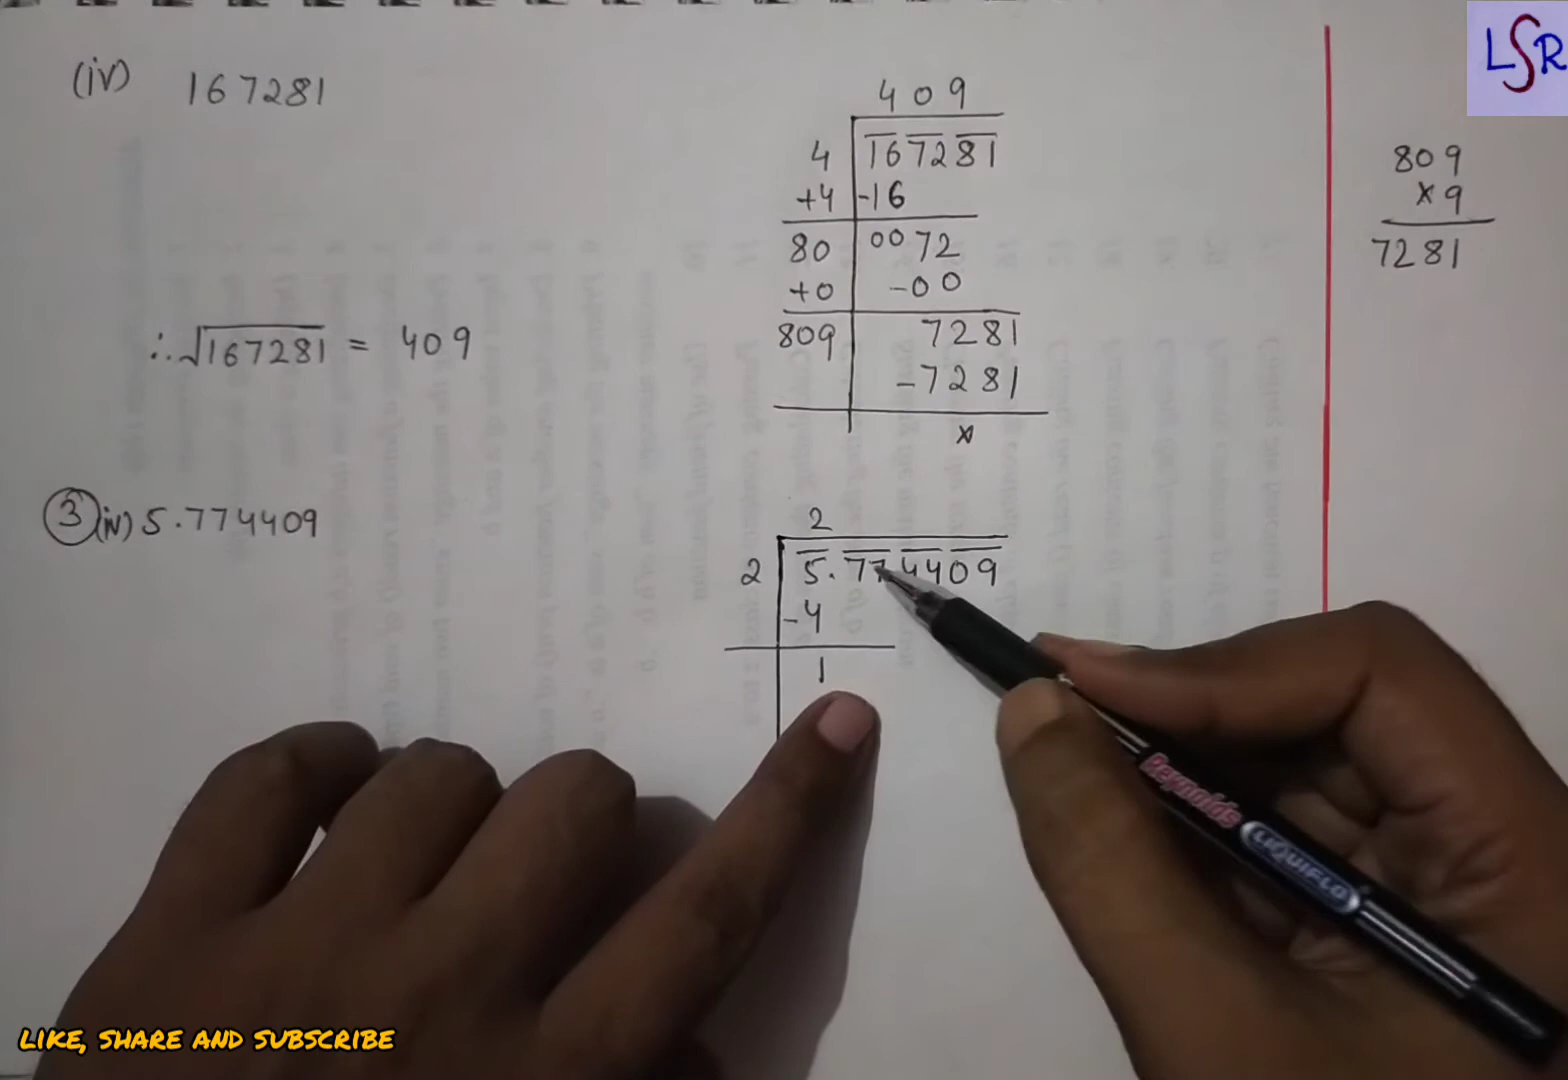 LSR
(iv) 167281
409
4 167281
+4 -16
80 0072
+0 -00
809 7281
-7281
×
809
×9
7281
∴√167281 = 409
③(iv) 5.774409
2
2 5.774409
-4
1
Reynolds
LIQUIFLO
LIKE, SHARE AND SUBSCRIBE